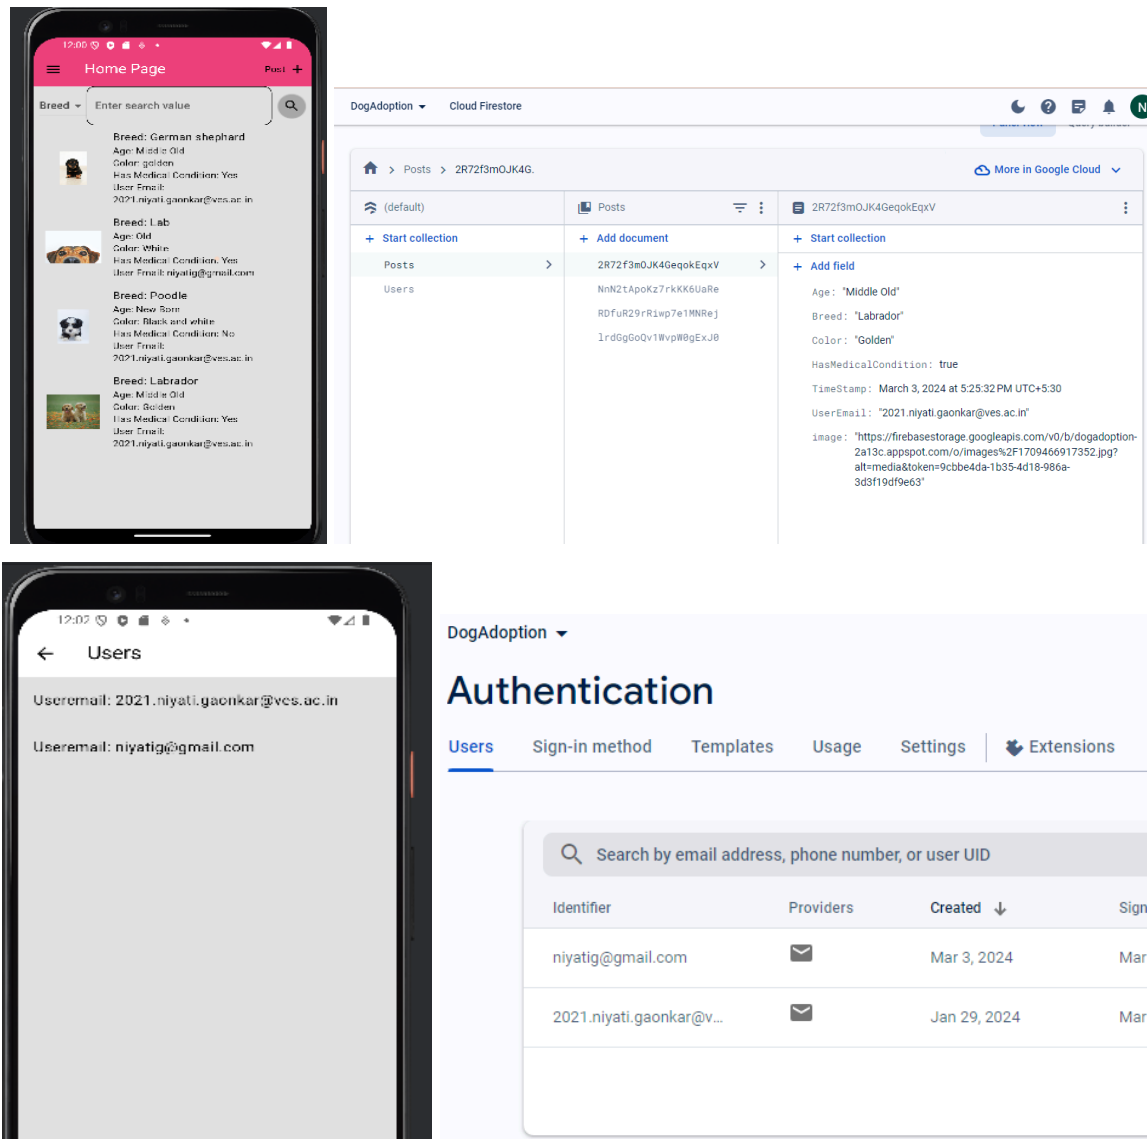 12:00
Home Page
Post +
Breed
Enter search value
Breed: German shephard
Age: Middle Old
Color: golden
Has Medical Condition: Yes
User Email:
2021.niyati.gaonkar@ves.ac.in
Breed: Lab
Age: Old
Color: White
Has Medical Condition. Yes
User Email: niyatig@gmail.com
Breed: Poodle
Age: New Born
Color: Black and white
Has Medical Condition: No
User Email:
2021.niyati.gaonkar@ves.ac.in
Breed: Labrador
Age: Middle Old
Color: Golden
Has Medical Condition: Yes
User Email:
2021.niyati.gaonkar@ves.ac.in
DogAdoption
Cloud Firestore
N
Panel view
Query builder
Posts
2R72f3mOJK4G.
More in Google Cloud
(default)
Posts
2R72f3mOJK4GeqokEqxV
+ Start collection
+ Add document
+ Start collection
Posts
Users
2R72f3mOJK4GeqokEqxV
NnN2tApoKz7rkKK6UaRe
RDfuR29rRiwp7e1MNRej
lrdGgGoQv1WvpW0gExJ0
+ Add field
Age: "Middle Old"
Breed: "Labrador"
Color: "Golden"
HasMedicalCondition: true
TimeStamp: March 3, 2024 at 5:25:32 PM UTC+5:30
UserEmail: "2021.niyati.gaonkar@ves.ac.in"
image: "https://firebasestorage.googleapis.com/v0/b/dogadoption-
2a13c.appspot.com/o/images%2F1709466917352.jpg?
alt=media&token=9cbbe4da-1b35-4d18-986a-
3d3f19df9e63"
12:02
Users
Useremail: 2021.niyati.gaonkar@ves.ac.in
Useremail: niyatig@gmail.com
DogAdoption
Authentication
Users
Sign-in method
Templates
Usage
Settings
Extensions
Search by email address, phone number, or user UID
Identifier
Providers
Created
Sign
niyatig@gmail.com
Mar 3, 2024
Mar
2021.niyati.gaonkar@v...
Jan 29, 2024
Mar